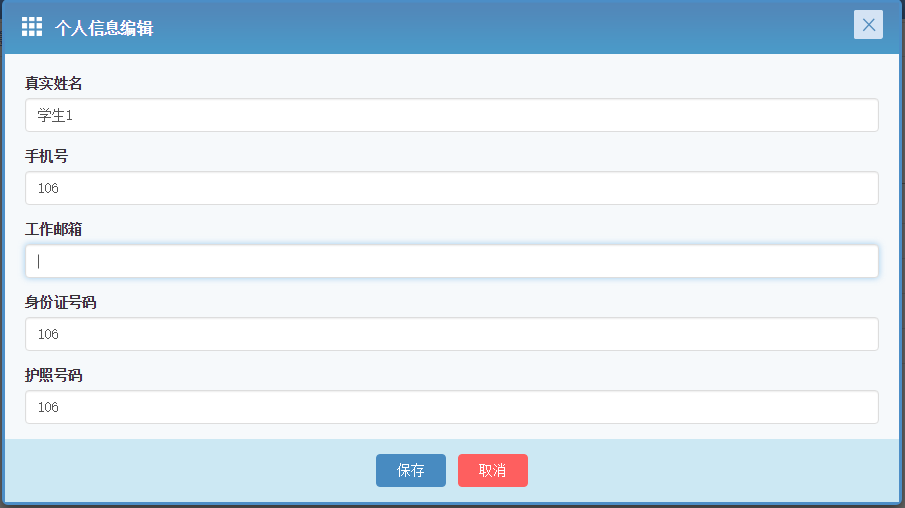 个人信息编辑
真实姓名
学生1
手机号
106
工作邮箱
身份证号码
106
护照号码
106
保存 取消